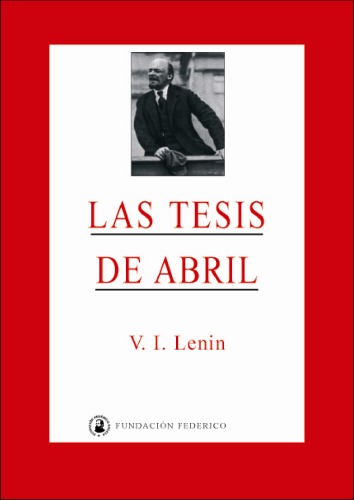 LAS TESIS
DE ABRIL
V. I. Lenin
FUNDACIÓN FEDERICO